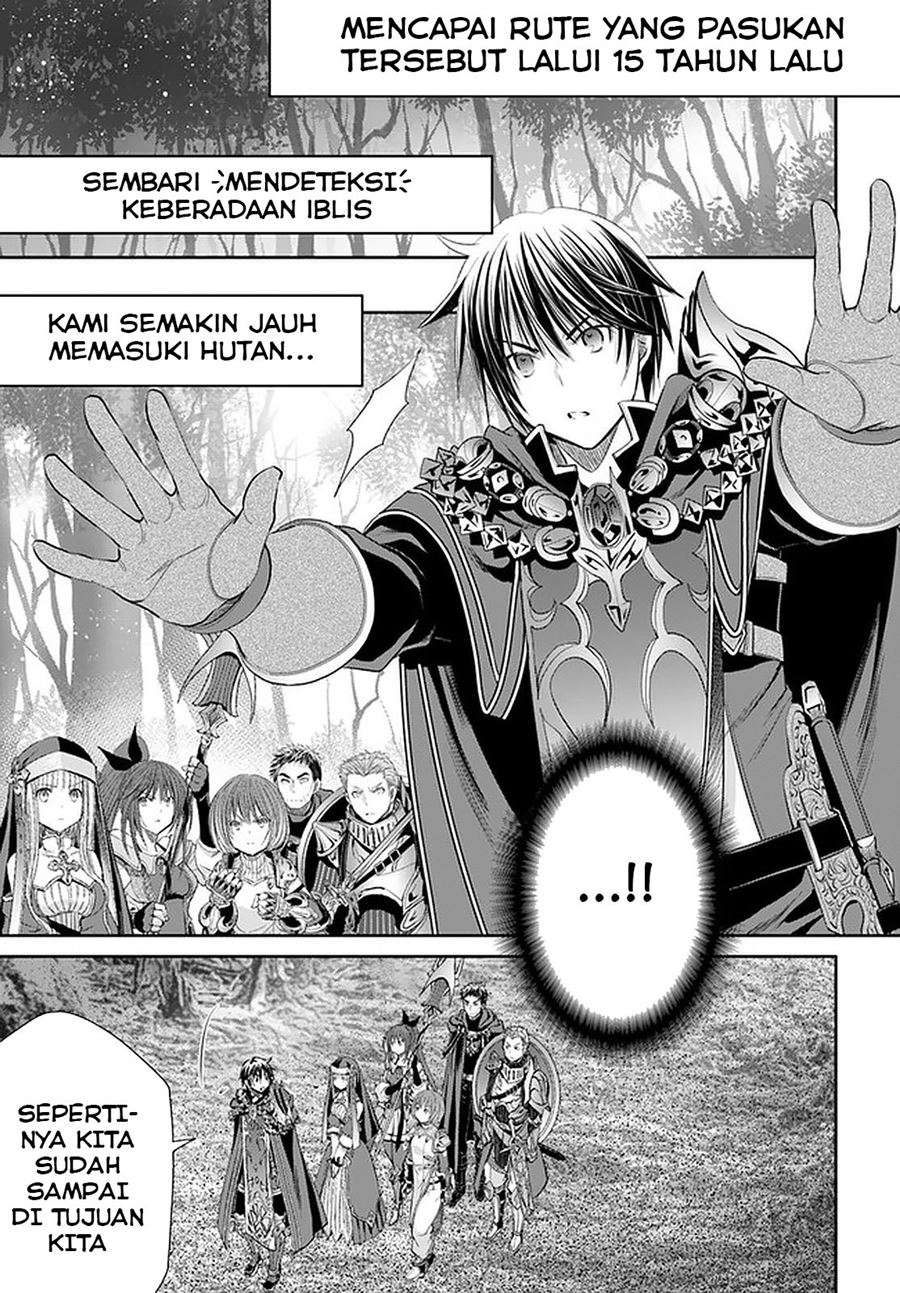 MENCAPAI RUTE YANG PASUKAN
TERSEBUT LALUI 15 TAHUN LALU
SEMBARI MENDETEKSI
KEBERADAAN IBLIS
KAMI SEMAKIN JAUH
MEMASUKI HUTAN...
...!!
SEPERTI-
NYA KITA
SUDAH
SAMPAI
DI TUJUAN
KITA